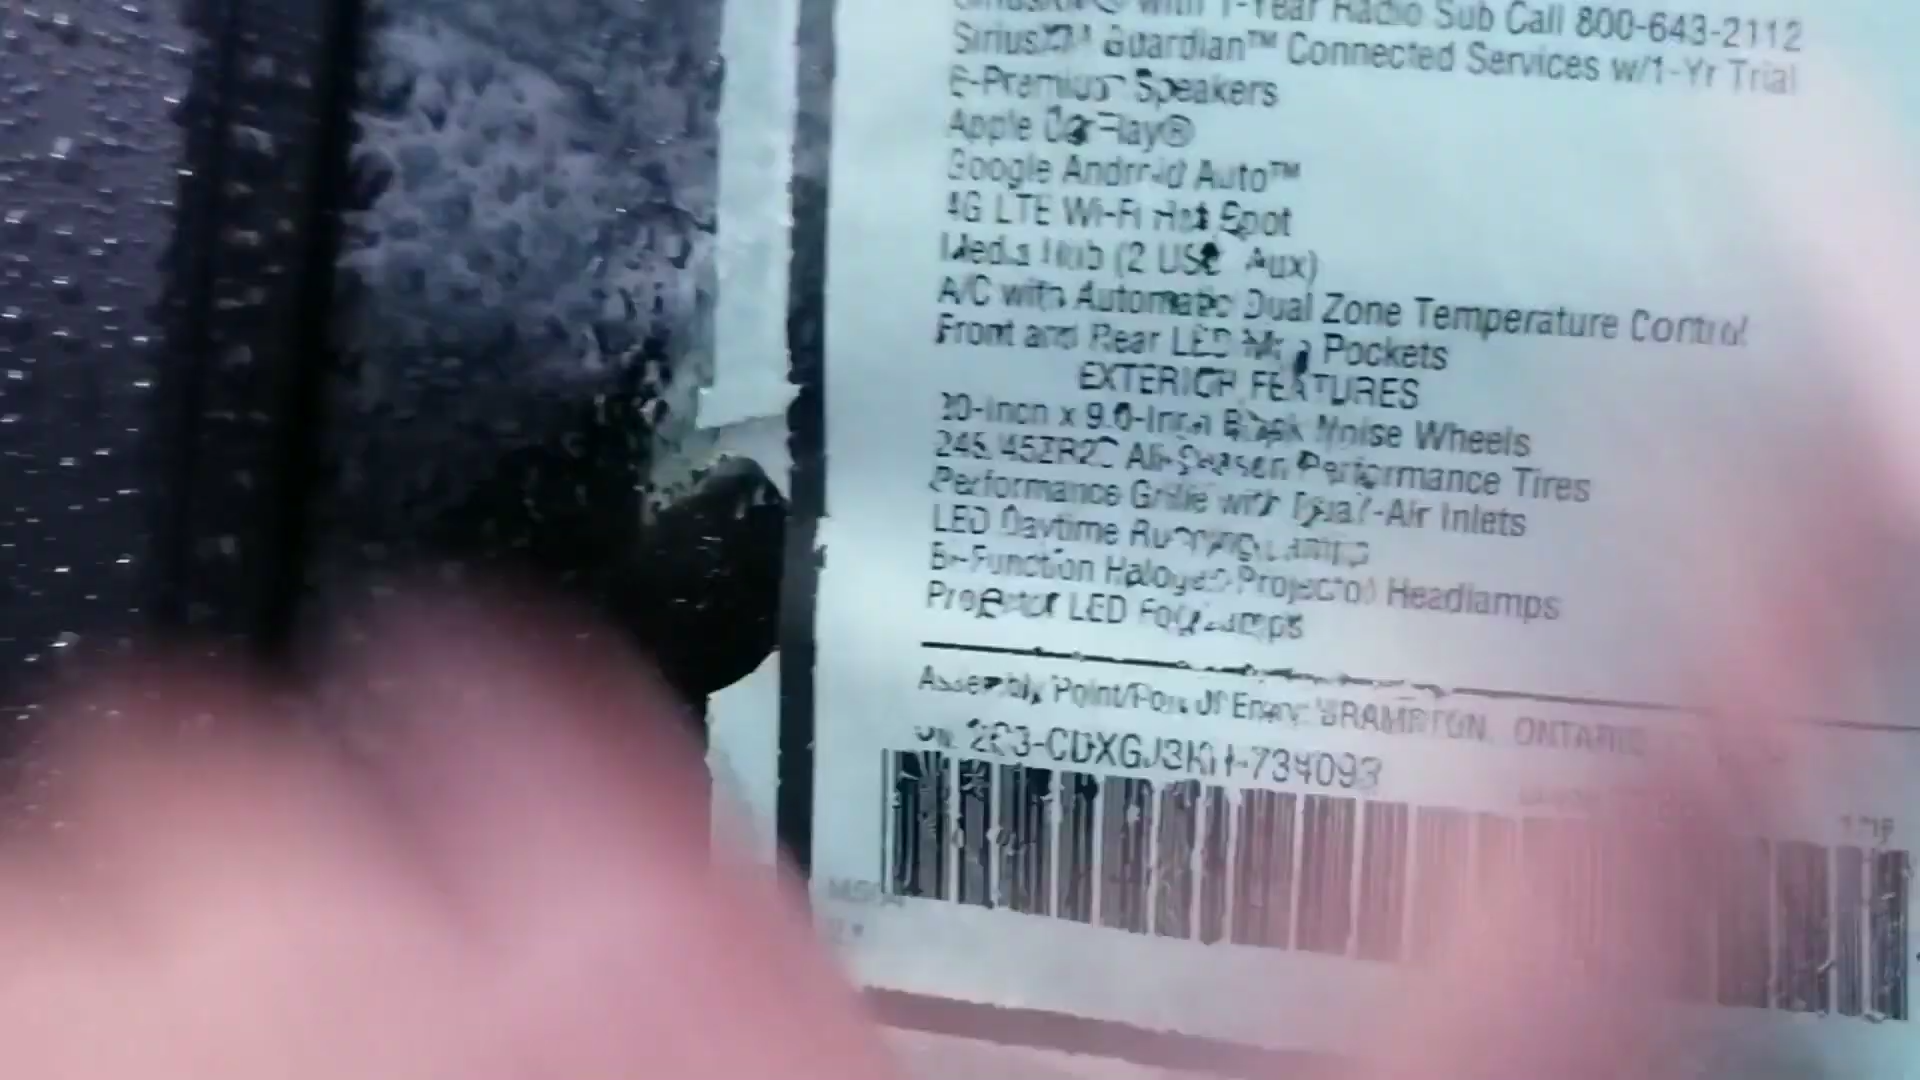 with 1-Year Radio Sub Call 800-643-2112
SiriusXM Guardian™ Connected Services w/1-Yr Trial
6-Premium Speakers
Apple CarPlay®
Google Android Auto™
4G LTE Wi-Fi Hot Spot
Media Hub (2 USB, Aux)
A/C with Automatic Dual Zone Temperature Control
Front and Rear LED Map Pockets
EXTERIOR FEATURES
20-Inch x 9.0-Inch Black Noise Wheels
245/45ZR20 All-Season Performance Tires
Performance Grille with Dual-Air Inlets
LED Daytime Running Lamps
Bi-Function Halogen Projector Headlamps
Projector LED Fog Lamps
Assembly Point/Port of Entry: BRAMPTON, ONTARIO